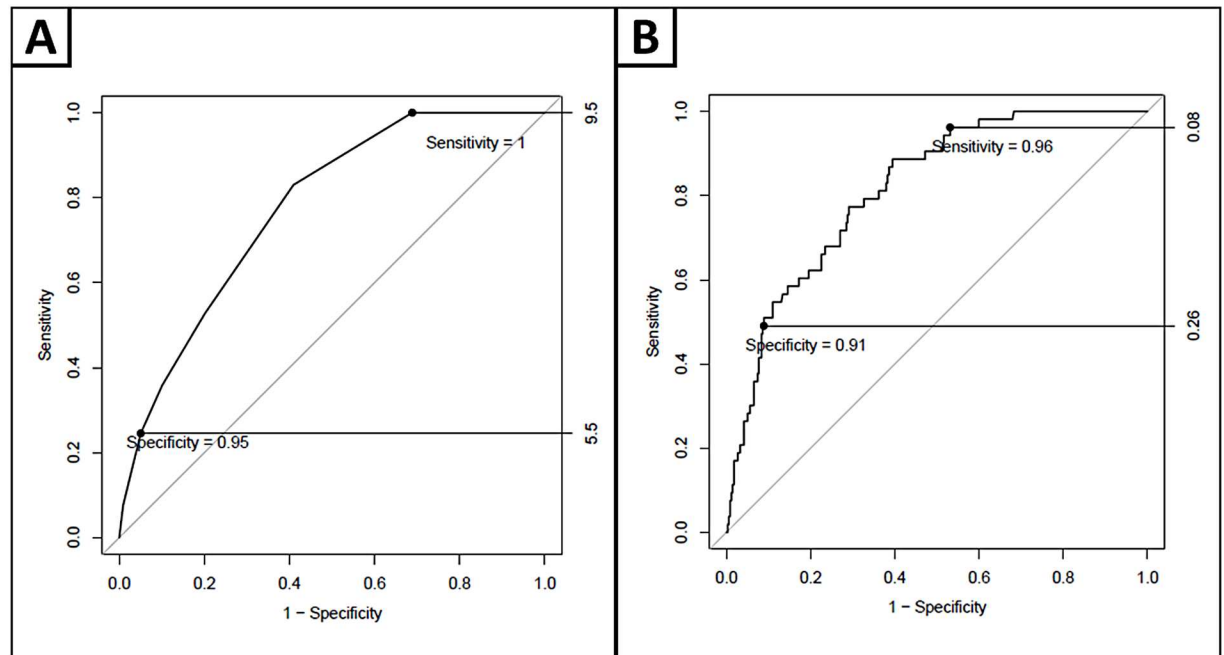 A
B
1.0
0.8
0.6
0.4
0.2
0.0
Sensitivity
Sensitivity = 1
Specificity = 0.95
9.5
5.5
0.0 0.2 0.4 0.6 0.8 1.0
1 − Specificity
1.0
0.8
0.6
0.4
0.2
0.0
Sensitivity
Sensitivity = 0.96
Specificity = 0.91
0.08
0.26
0.0 0.2 0.4 0.6 0.8 1.0
1 − Specificity